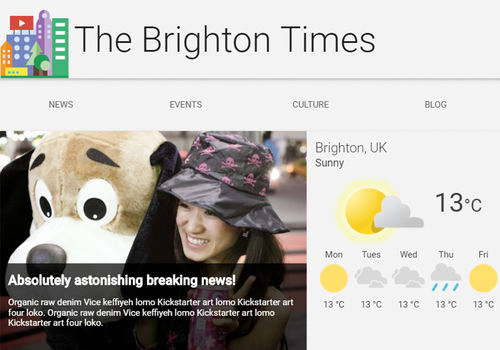 The Brighton Times
NEWS EVENTS CULTURE BLOG
Absolutely astonishing breaking news!
Organic raw denim Vice keffiyeh lomo Kickstarter art lomo Kickstarter art
four loko. Organic raw denim Vice keffiyeh lomo Kickstarter art lomo
Kickstarter art four loko.
Brighton, UK
Sunny
13°C
Mon Tues Wed Thu Fri
13 °C 13 °C 13 °C 13 °C 13 °C